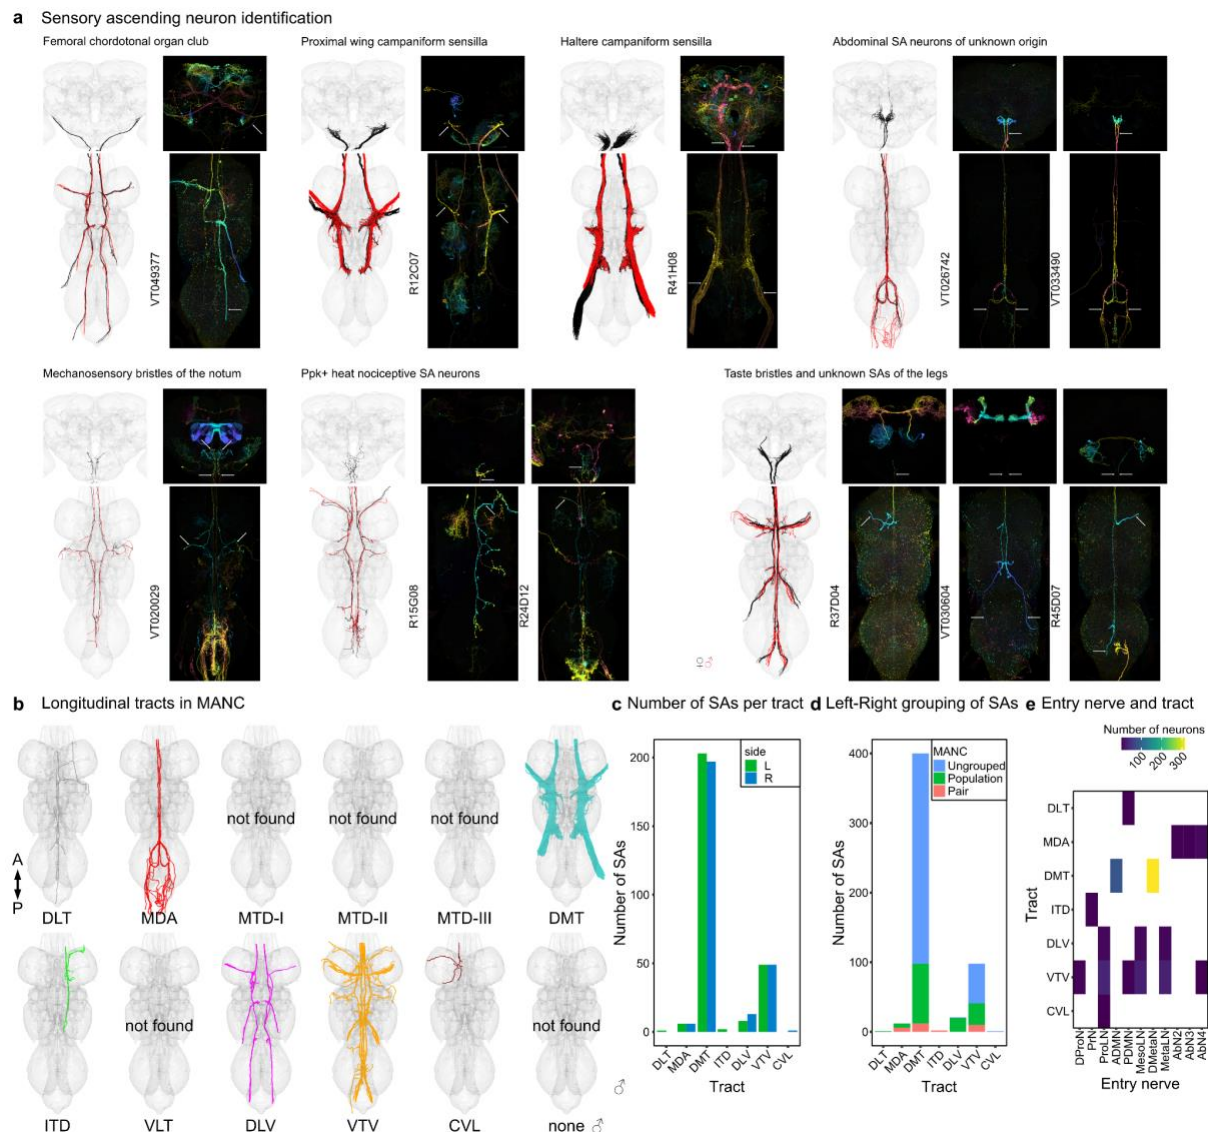 a Sensory ascending neuron identification
Femoral chordotonal organ club
Proximal wing campaniform sensilla
Haltere campaniform sensilla
Abdominal SA neurons of unknown origin
VT049377
R12C07
R41H08
VT026742
VT033490
Mechanosensory bristles of the notum
Ppk+ heat nociceptive SA neurons
Taste bristles and unknown SAs of the legs
VT020029
R15G08
R24D12
R37D04
VT030604
R45D07
♀♂
b Longitudinal tracts in MANC
not found
not found
not found
A
P
DLT
MDA
MTD-I
MTD-II
MTD-III
DMT
not found
not found
♂
ITD
VLT
DLV
VTV
CVL
none ♂
c Number of SAs per tract
side
L
R
Number of SAs
200
150
100
50
0
DLT
MDA
DMT
ITD
DLV
VTV
CVL
Tract
d Left-Right grouping of SAs
MANC
Ungrouped
Population
Pair
Number of SAs
400
300
200
100
0
DLT
MDA
DMT
ITD
DLV
VTV
CVL
Tract
e Entry nerve and tract
Number of neurons
100
200
300
Tract
DLT
MDA
DMT
ITD
DLV
VTV
CVL
DProN
PrN
ProLN
ADMN
PDMN
MesoLN
DMetaN
MetaLN
AbN2
AbN3
AbN4
Entry nerve